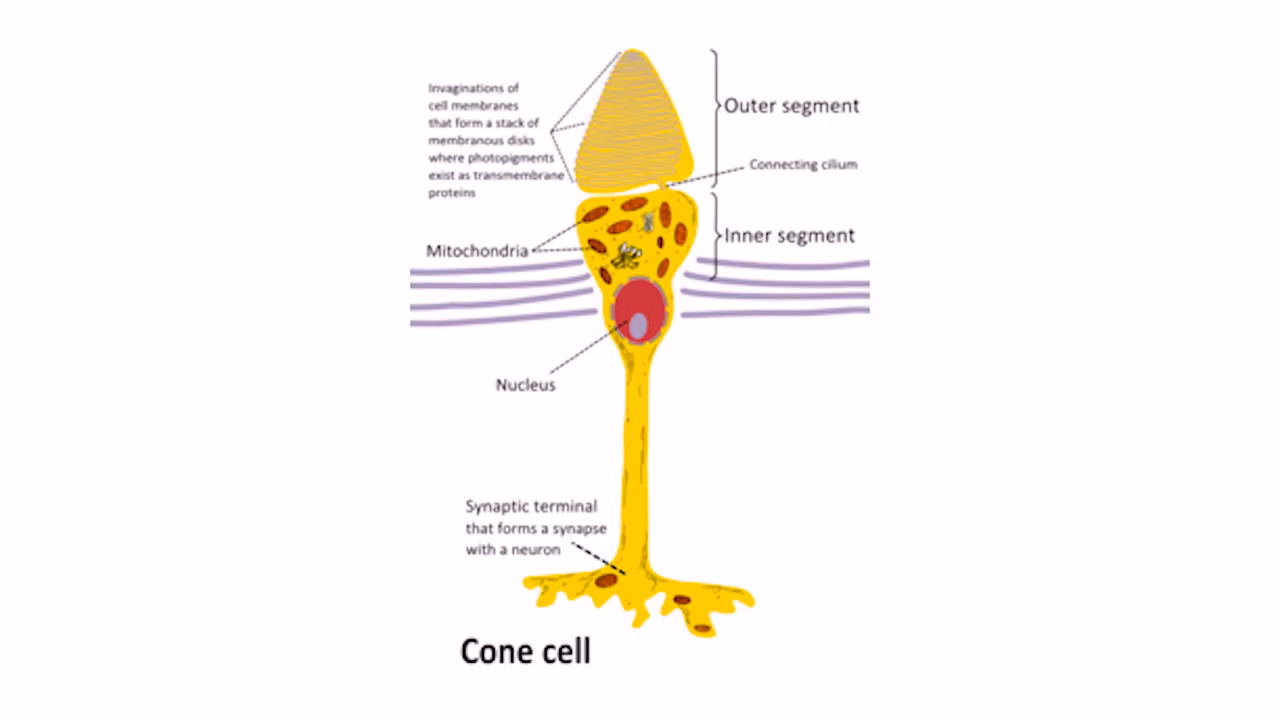 Invaginations of
cell membranes
that form a stack of
membranous disks
where photopigments
exist as transmembrane
proteins
Outer segment
Connecting cilium
Inner segment
Mitochondria
Nucleus
Synaptic terminal
that forms a synapse
with a neuron
Cone cell